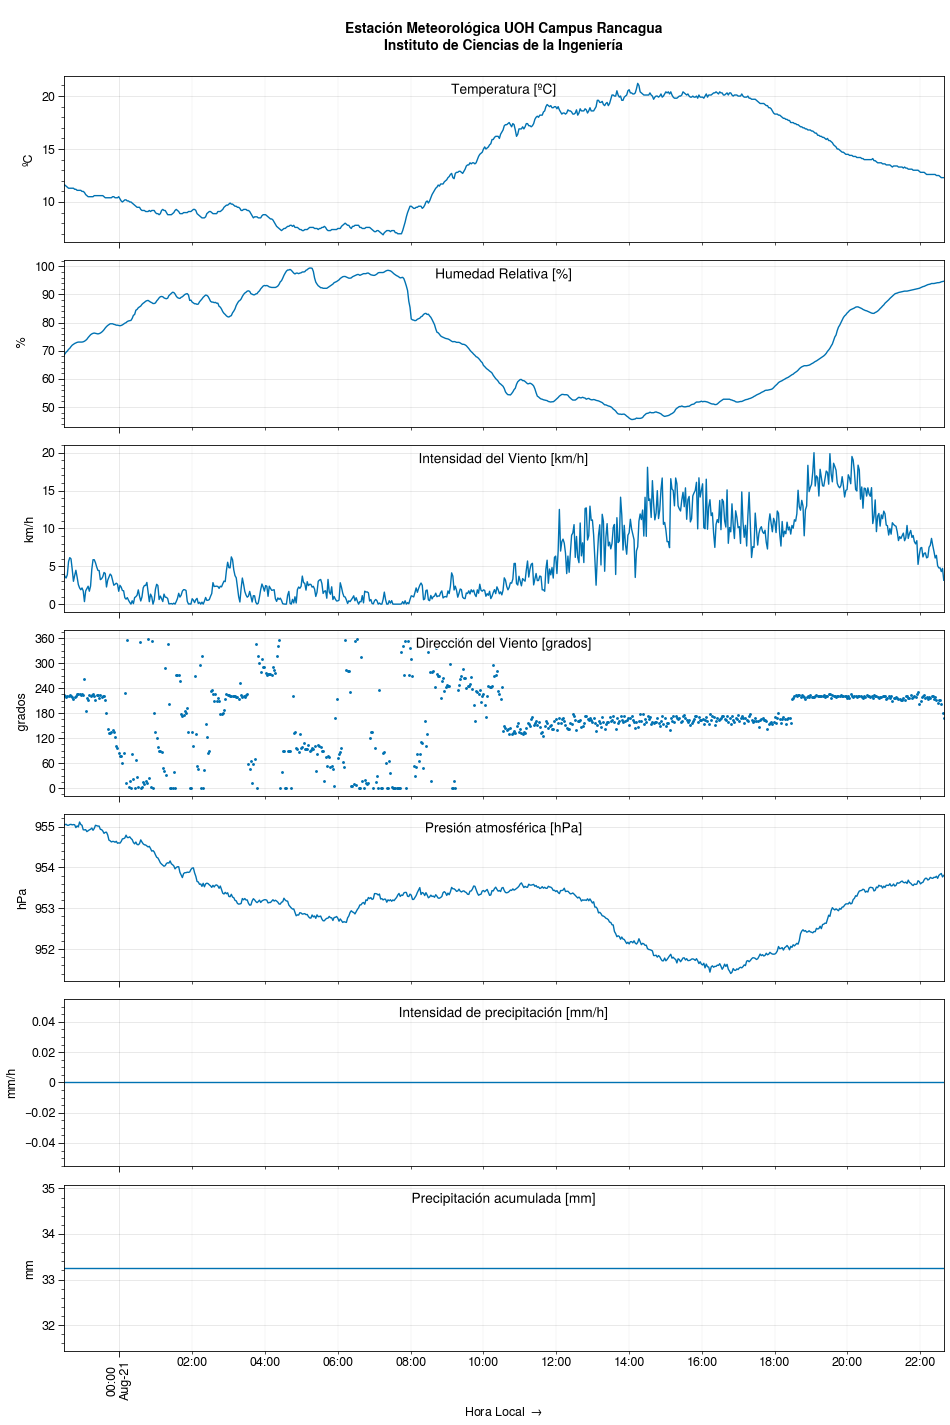 Estación Meteorológica UOH Campus Rancagua
Instituto de Ciencias de la Ingeniería
Temperatura [ºC]
20
15
10
ºC
Humedad Relativa [%]
100
90
80
70
60
50
%
Intensidad del Viento [km/h]
20
15
10
5
0
km/h
Dirección del Viento [grados]
360
300
240
180
120
60
0
grados
Presión atmosférica [hPa]
955
954
953
952
hPa
Intensidad de precipitación [mm/h]
0.04
0.02
0
−0.02
−0.04
mm/h
Precipitación acumulada [mm]
35
34
33
32
mm
00:00
Aug-21
02:00
04:00
06:00
08:00
10:00
12:00
14:00
16:00
18:00
20:00
22:00
Hora Local →